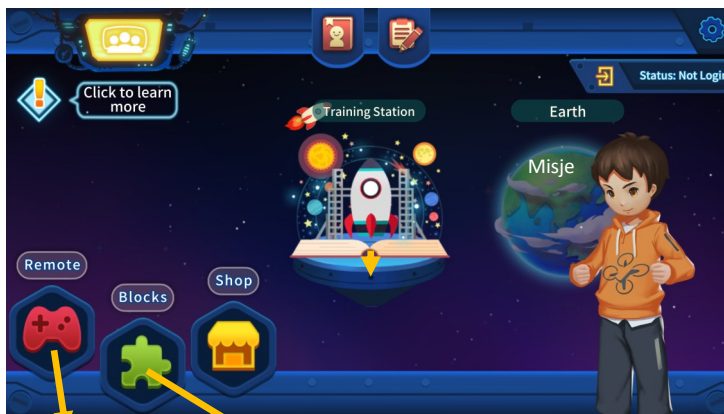 Click to learn
more
Training Station
Earth
Status: Not Login
Misje
Remote
Blocks
Shop